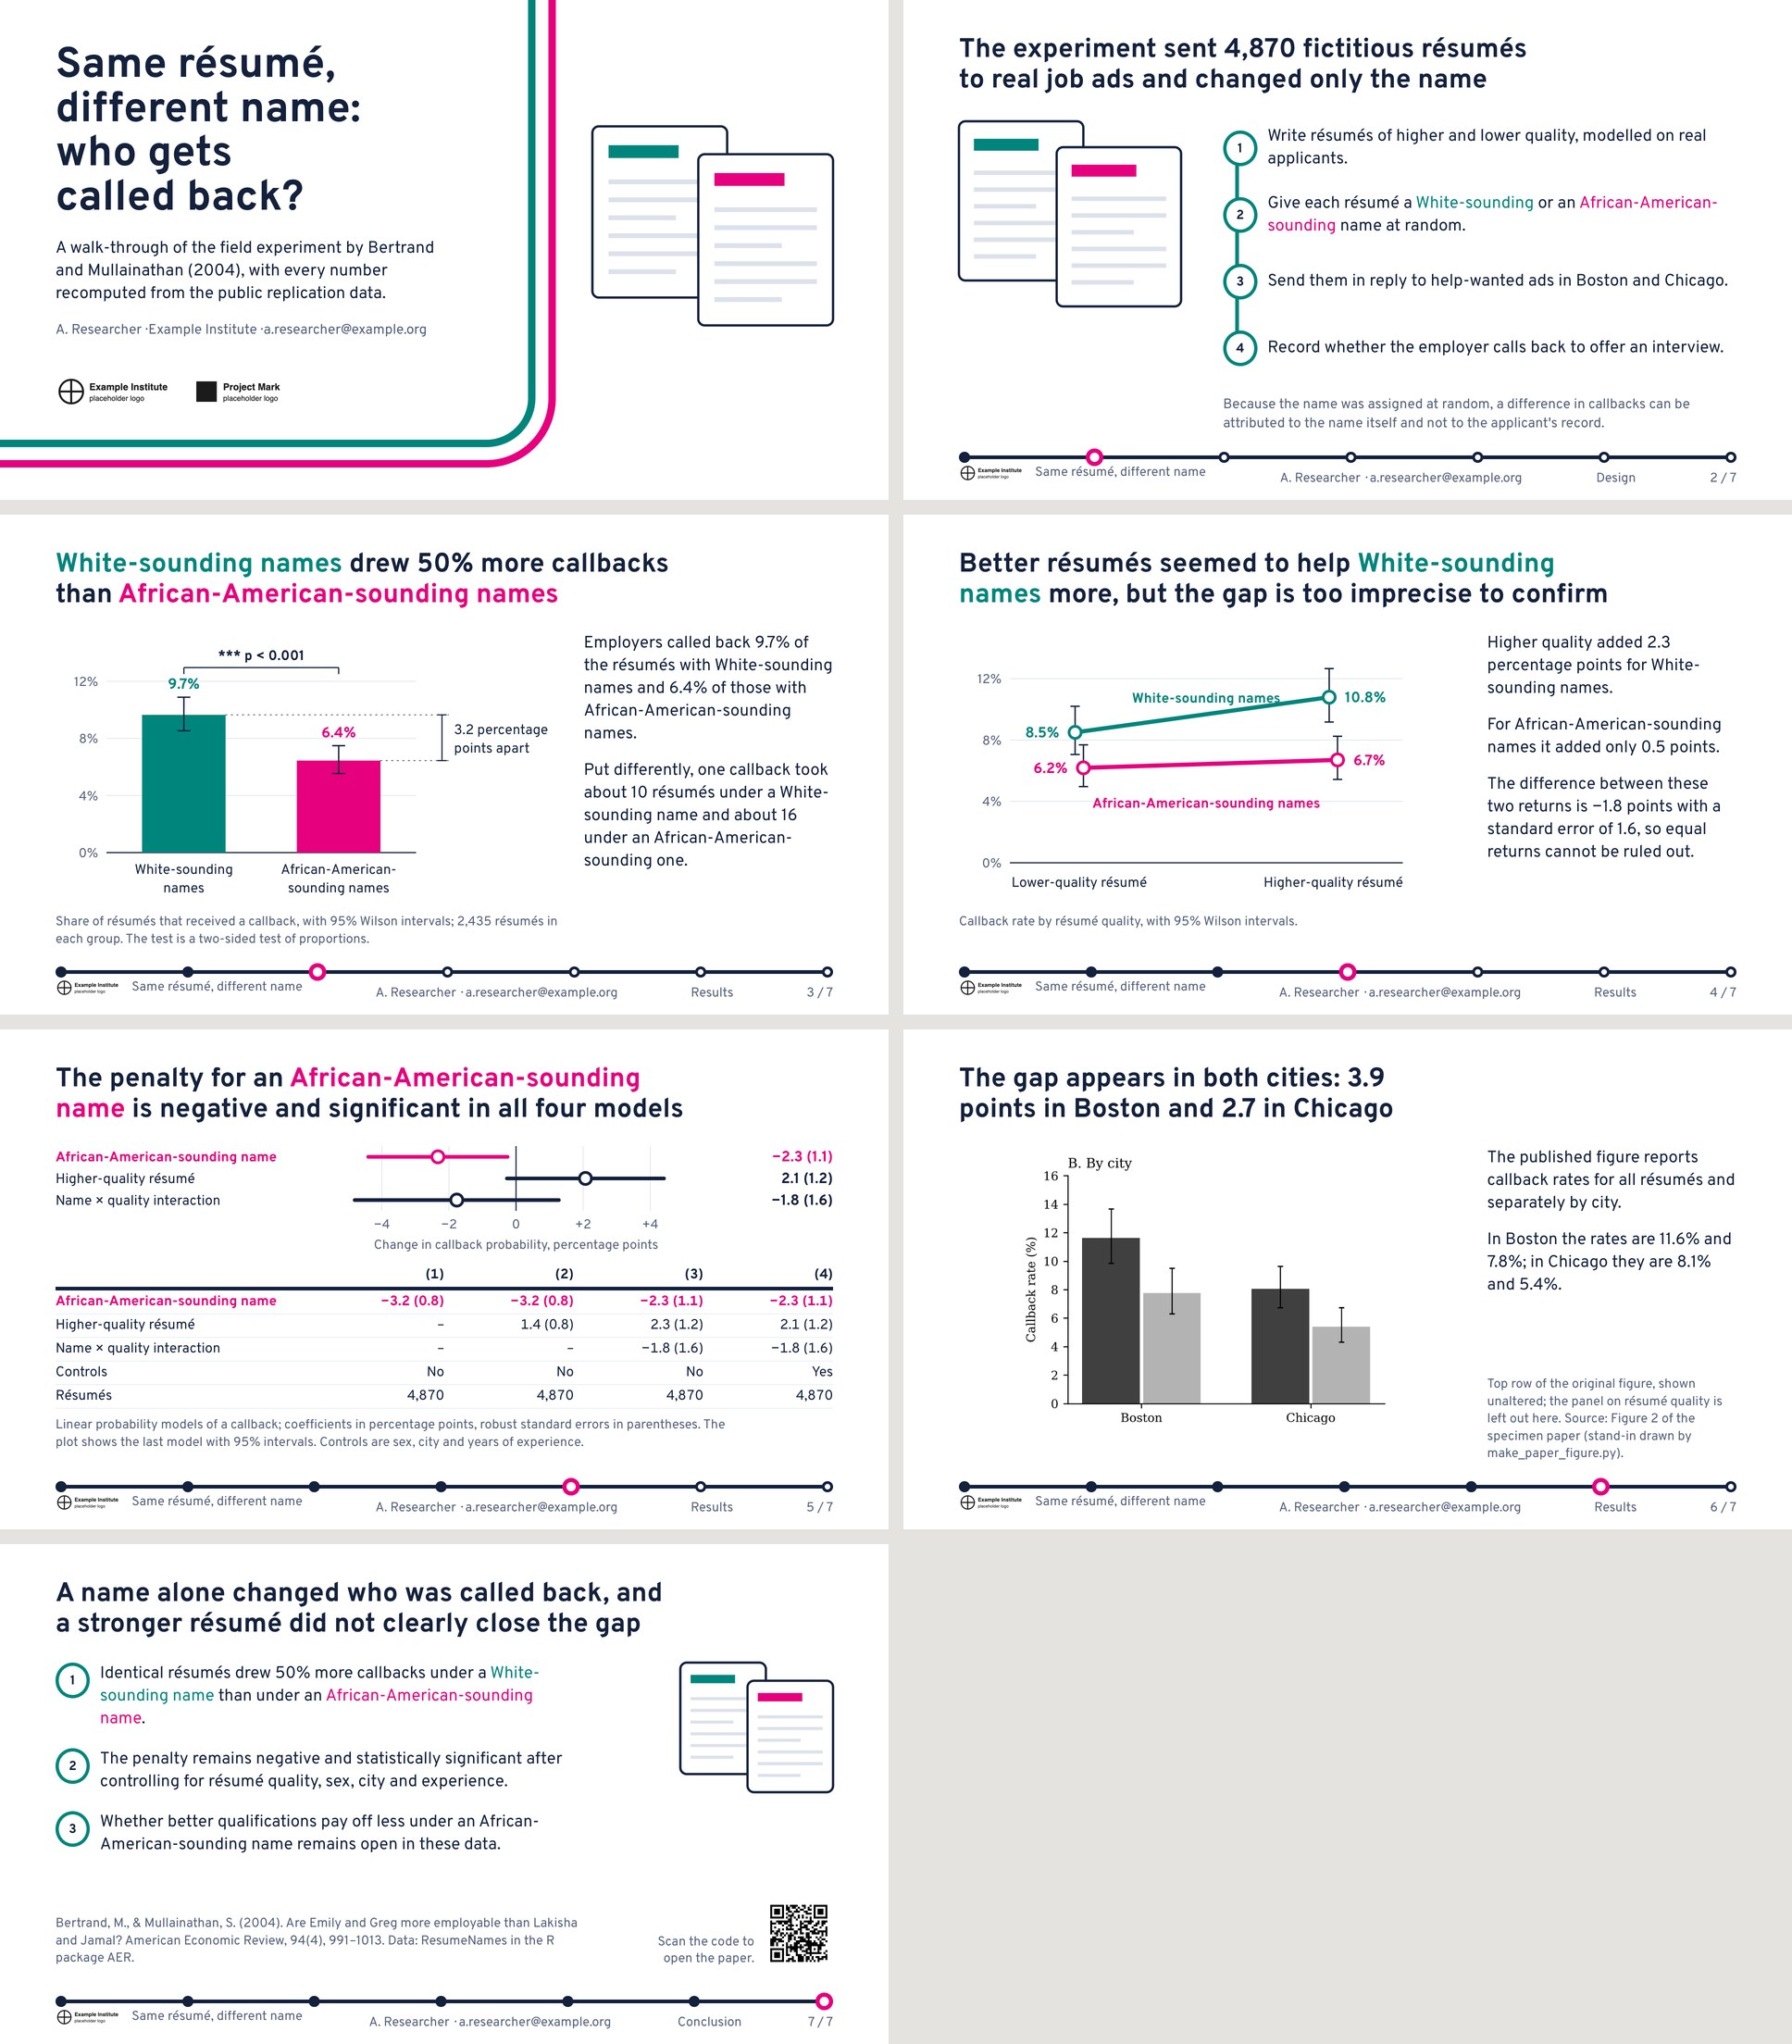 Same résumé,
different name:
who gets
called back?
A walk-through of the field experiment by Bertrand
and Mullainathan (2004), with every number
recomputed from the public replication data.
A. Researcher ·Example Institute ·a.researcher@example.org
Example Institute
placeholder logo
Project Mark
placeholder logo
The experiment sent 4,870 fictitious résumés
to real job ads and changed only the name
1
Write résumés of higher and lower quality, modelled on real
applicants.
2
Give each résumé a White-sounding or an African-American-
sounding name at random.
3
Send them in reply to help-wanted ads in Boston and Chicago.
4
Record whether the employer calls back to offer an interview.
Because the name was assigned at random, a difference in callbacks can be
attributed to the name itself and not to the applicant's record.
Example Institute
placeholder logo
Same résumé, different name
A. Researcher ·a.researcher@example.org
Design
2 / 7
White-sounding names drew 50% more callbacks
than African-American-sounding names
*** p < 0.001
12%
9.7%
8%
6.4%
3.2 percentage
points apart
4%
0%
White-sounding
names
African-American-
sounding names
Employers called back 9.7% of
the résumés with White-sounding
names and 6.4% of those with
African-American-sounding
names.
Put differently, one callback took
about 10 résumés under a White-
sounding name and about 16
under an African-American-
sounding one.
Share of résumés that received a callback, with 95% Wilson intervals; 2,435 résumés in
each group. The test is a two-sided test of proportions.
Example Institute
placeholder logo
Same résumé, different name
A. Researcher ·a.researcher@example.org
Results
3 / 7
Better résumés seemed to help White-sounding
names more, but the gap is too imprecise to confirm
12%
White-sounding names
10.8%
8.5%
8%
6.2%
6.7%
4%
African-American-sounding names
0%
Lower-quality résumé
Higher-quality résumé
Higher quality added 2.3
percentage points for White-
sounding names.
For African-American-sounding
names it added only 0.5 points.
The difference between these
two returns is −1.8 points with a
standard error of 1.6, so equal
returns cannot be ruled out.
Callback rate by résumé quality, with 95% Wilson intervals.
Example Institute
placeholder logo
Same résumé, different name
A. Researcher ·a.researcher@example.org
Results
4 / 7
The penalty for an African-American-sounding
name is negative and significant in all four models
African-American-sounding name −2.3 (1.1)
Higher-quality résumé 2.1 (1.2)
Name × quality interaction −1.8 (1.6)
−4 −2 0 +2 +4
Change in callback probability, percentage points
(1) (2) (3) (4)
African-American-sounding name −3.2 (0.8) −3.2 (0.8) −2.3 (1.1) −2.3 (1.1)
Higher-quality résumé – 1.4 (0.8) 2.3 (1.2) 2.1 (1.2)
Name × quality interaction – – −1.8 (1.6) −1.8 (1.6)
Controls No No No Yes
Résumés 4,870 4,870 4,870 4,870
Linear probability models of a callback; coefficients in percentage points, robust standard errors in parentheses. The
plot shows the last model with 95% intervals. Controls are sex, city and years of experience.
Example Institute
placeholder logo
Same résumé, different name
A. Researcher ·a.researcher@example.org
Results
5 / 7
The gap appears in both cities: 3.9
points in Boston and 2.7 in Chicago
B. By city
Callback rate (%)
16
14
12
10
8
6
4
2
0
Boston
Chicago
The published figure reports
callback rates for all résumés and
separately by city.
In Boston the rates are 11.6% and
7.8%; in Chicago they are 8.1%
and 5.4%.
Top row of the original figure, shown
unaltered; the panel on résumé quality is
left out here. Source: Figure 2 of the
specimen paper (stand-in drawn by
make_paper_figure.py).
Example Institute
placeholder logo
Same résumé, different name
A. Researcher ·a.researcher@example.org
Results
6 / 7
A name alone changed who was called back, and
a stronger résumé did not clearly close the gap
1
Identical résumés drew 50% more callbacks under a White-
sounding name than under an African-American-sounding
name.
2
The penalty remains negative and statistically significant after
controlling for résumé quality, sex, city and experience.
3
Whether better qualifications pay off less under an African-
American-sounding name remains open in these data.
Bertrand, M., & Mullainathan, S. (2004). Are Emily and Greg more employable than Lakisha
and Jamal? American Economic Review, 94(4), 991–1013. Data: ResumeNames in the R
package AER.
Scan the code to
open the paper.
Example Institute
placeholder logo
Same résumé, different name
A. Researcher ·a.researcher@example.org
Conclusion
7 / 7